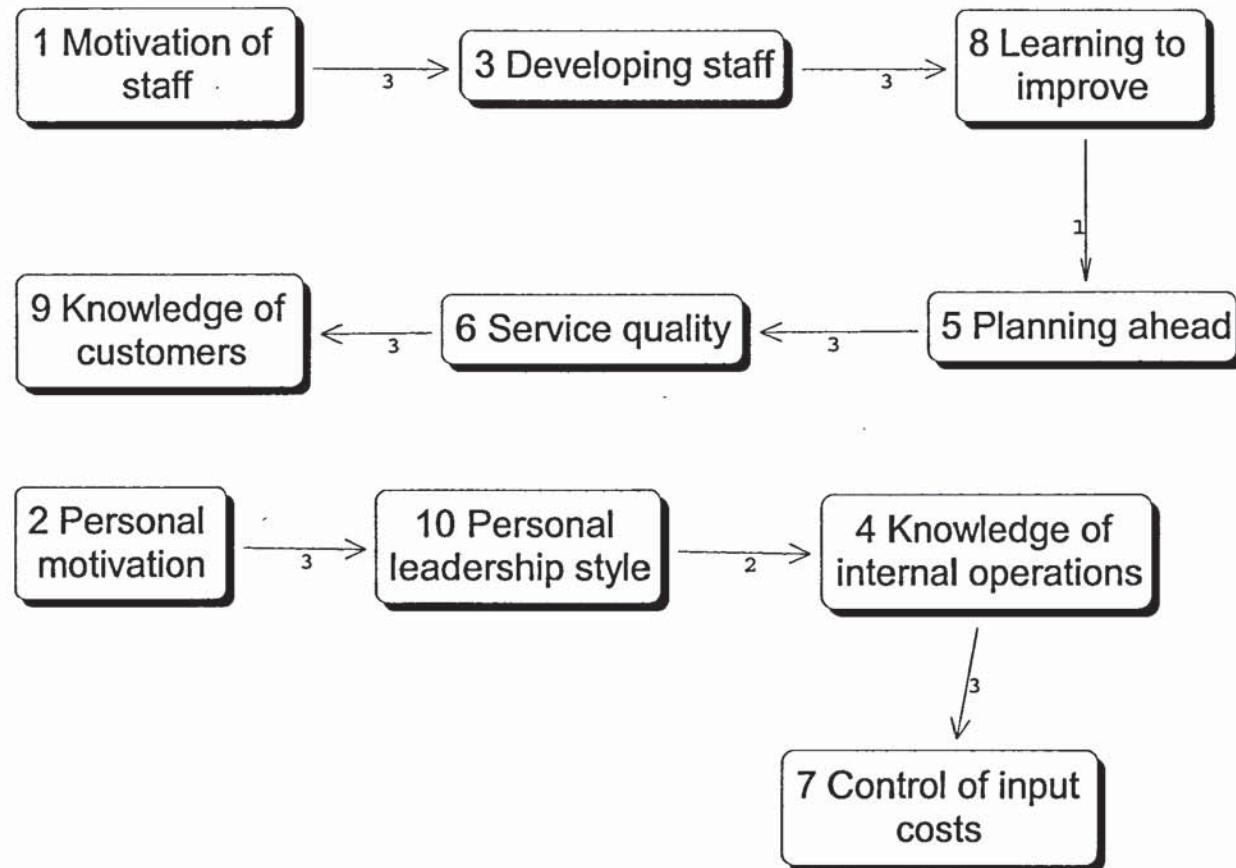 1 Motivation of
staff
3
3 Developing staff
3
8 Learning to
improve
1
9 Knowledge of
customers
3
6 Service quality
3
5 Planning ahead
2 Personal
motivation
3
10 Personal
leadership style
2
4 Knowledge of
internal operations
3
7 Control of input
costs